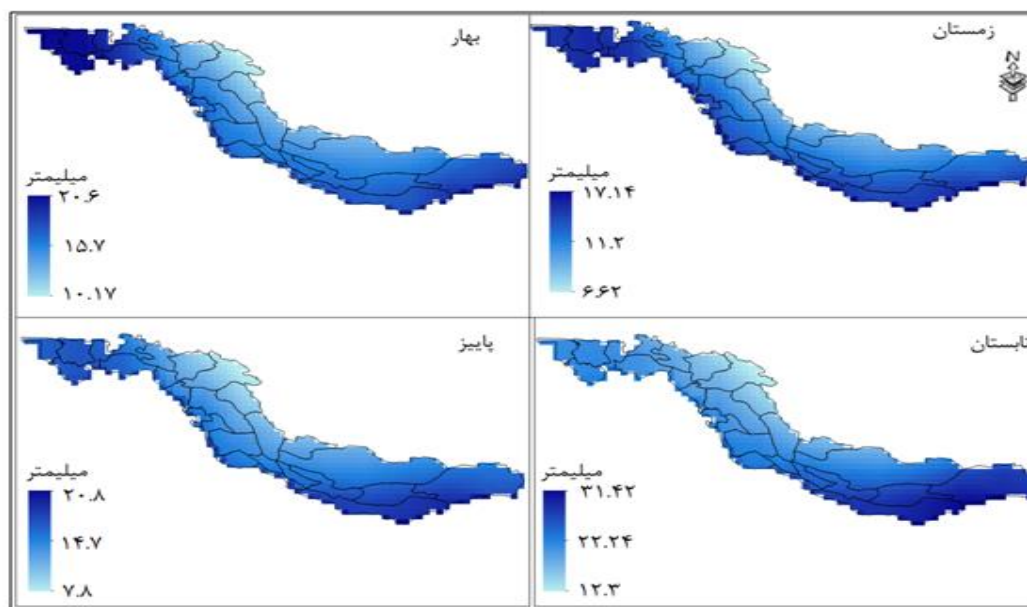 زمستان
N
میلیمتر
۱۷.۱۴
۱۱.۲
۶.۶۲
بهار
میلیمتر
۲۰.۶
۱۵.۷
۱۰.۱۷
تابستان
میلیمتر
۳۱.۴۲
۲۲.۲۴
۱۲.۳
پاییز
میلیمتر
۲۰.۸
۱۴.۷
۷.۸